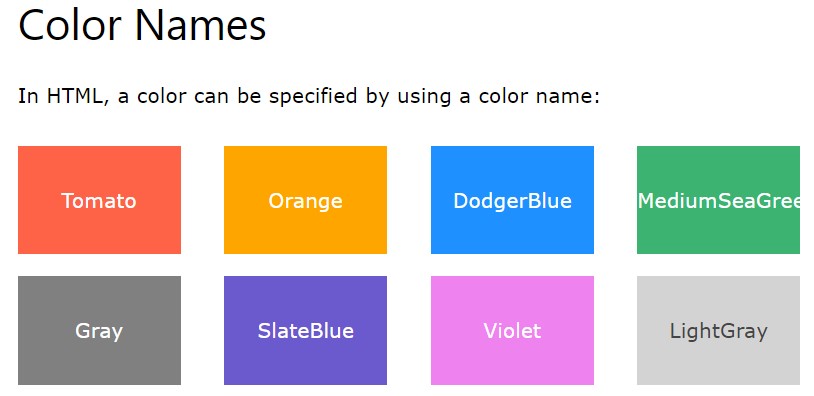 Color Names
In HTML, a color can be specified by using a color name:
Tomato Orange DodgerBlue MediumSeaGree
Gray SlateBlue Violet LightGray